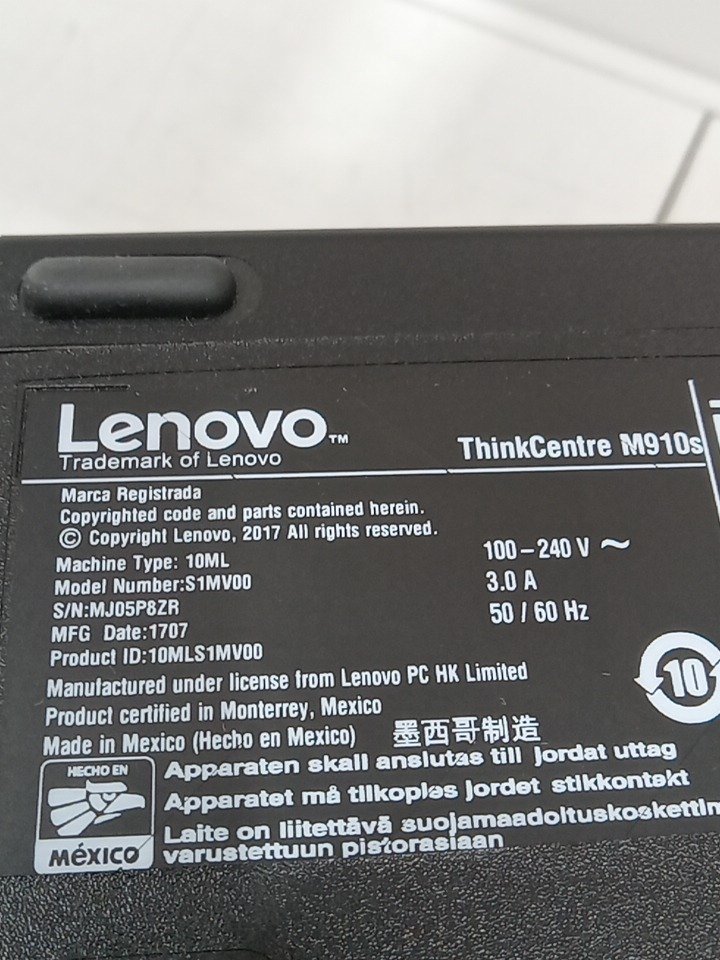 Lenovo™
Trademark of Lenovo
ThinkCentre M910s
Marca Registrada
Copyrighted code and parts contained herein.
© Copyright Lenovo, 2017 All rights reserved.
Machine Type: 10ML
Model Number:S1MV00
S/N:MJ05P8ZR
MFG Date:1707
Product ID:10MLS1MV00
100–240 V ~
3.0 A
50 / 60 Hz
Manufactured under license from Lenovo PC HK Limited
Product certified in Monterrey, Mexico
Made in Mexico (Hecho en Mexico) 墨西哥制造
10
HECHO EN
MéXICO
Apparaten skall anslutas till jordat uttag
Apparatet må tilkoples jordet stikkontakt
Laite on liitettävä suojamaadoituskoskettin
varustettuun pistorasiaan